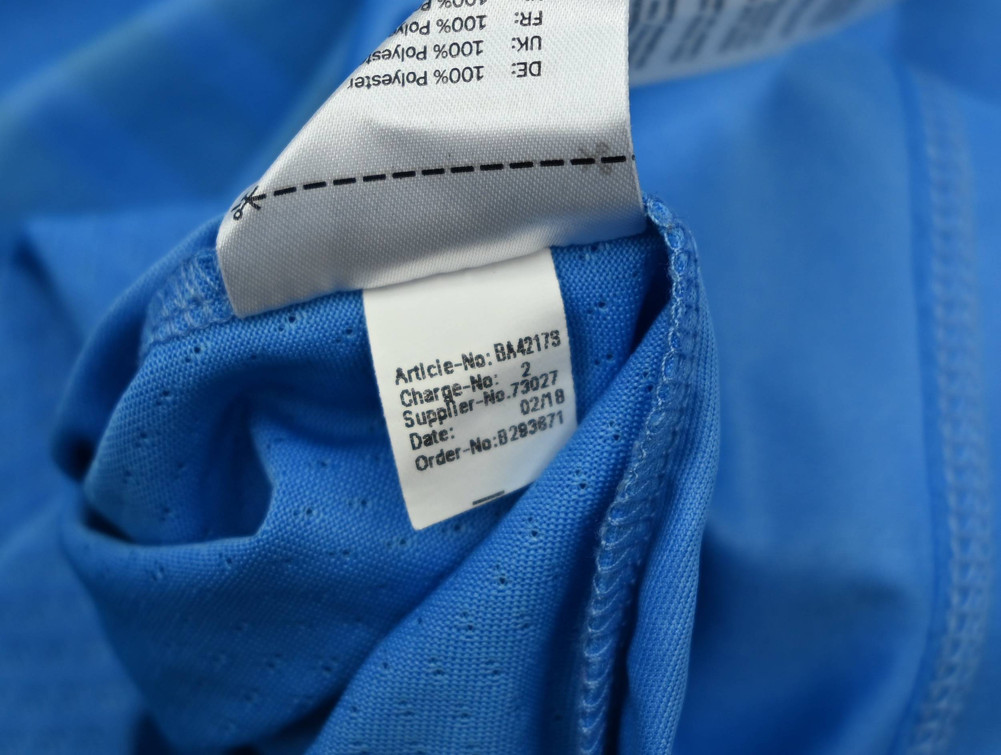 DE: 100% Polyester
UK: 100% Polyester
FR: 100% Polyes
100%
Article-No: BA4217S
Charge-No: 2
Supplier-No. 73027
02/18
Date:
Order-No: B293671